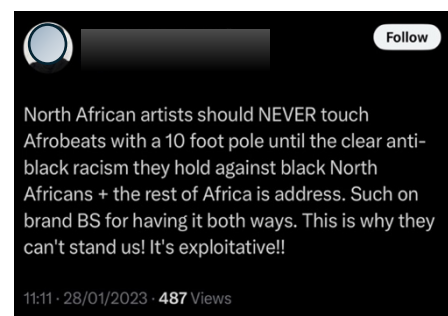 Follow
North African artists should NEVER touch
Afrobeats with a 10 foot pole until the clear anti-
black racism they hold against black North
Africans + the rest of Africa is address. Such on
brand BS for having it both ways. This is why they
can't stand us! It's exploitative!!
11:11 · 28/01/2023 · 487 Views